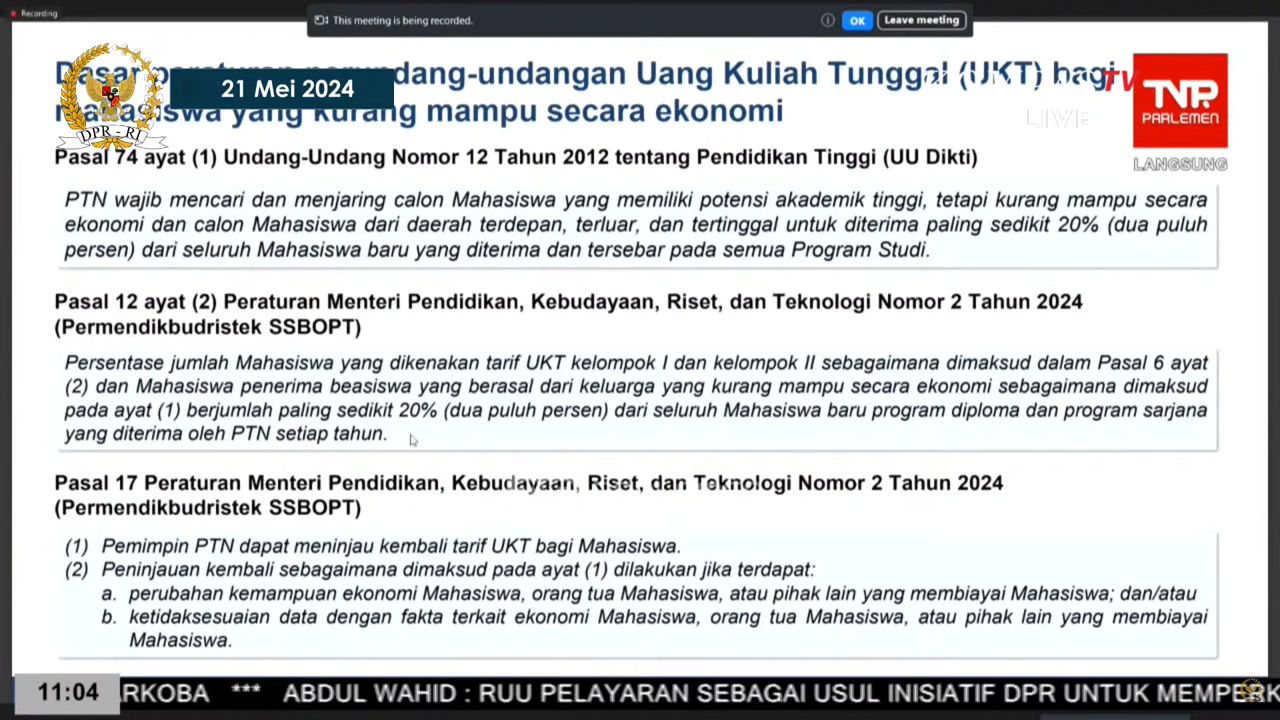 Recording
This meeting is being recorded.
OK
Leave meeting
21 Mei 2024
DPR - RI
undang-undangan Uang Kuliah Tunggal (UKT) bagi
mahasiswa yang kurang mampu secara ekonomi
TV
LIVE
TVR
PARLEMEN
LANGSUNG
Pasal 74 ayat (1) Undang-Undang Nomor 12 Tahun 2012 tentang Pendidikan Tinggi (UU Dikti)
PTN wajib mencari dan menjaring calon Mahasiswa yang memiliki potensi akademik tinggi, tetapi kurang mampu secara
ekonomi dan calon Mahasiswa dari daerah terdepan, terluar, dan tertinggal untuk diterima paling sedikit 20% (dua puluh
persen) dari seluruh Mahasiswa baru yang diterima dan tersebar pada semua Program Studi.
Pasal 12 ayat (2) Peraturan Menteri Pendidikan, Kebudayaan, Riset, dan Teknologi Nomor 2 Tahun 2024
(Permendikbudristek SSBOPT)
Persentase jumlah Mahasiswa yang dikenakan tarif UKT kelompok I dan kelompok II sebagaimana dimaksud dalam Pasal 6 ayat
(2) dan Mahasiswa penerima beasiswa yang berasal dari keluarga yang kurang mampu secara ekonomi sebagaimana dimaksud
pada ayat (1) berjumlah paling sedikit 20% (dua puluh persen) dari seluruh Mahasiswa baru program diploma dan program sarjana
yang diterima oleh PTN setiap tahun.
Pasal 17 Peraturan Menteri Pendidikan, Kebudayaan, Riset, dan Teknologi Nomor 2 Tahun 2024
(Permendikbudristek SSBOPT)
(1) Pemimpin PTN dapat meninjau kembali tarif UKT bagi Mahasiswa.
(2) Peninjauan kembali sebagaimana dimaksud pada ayat (1) dilakukan jika terdapat:
a. perubahan kemampuan ekonomi Mahasiswa, orang tua Mahasiswa, atau pihak lain yang membiayai Mahasiswa; dan/atau
b. ketidaksesuaian data dengan fakta terkait ekonomi Mahasiswa, orang tua Mahasiswa, atau pihak lain yang membiayai
Mahasiswa.
11:04 RKOBA *** ABDUL WAHID : RUU PELAYARAN SEBAGAI USUL INISIATIF DPR UNTUK MEMPERK